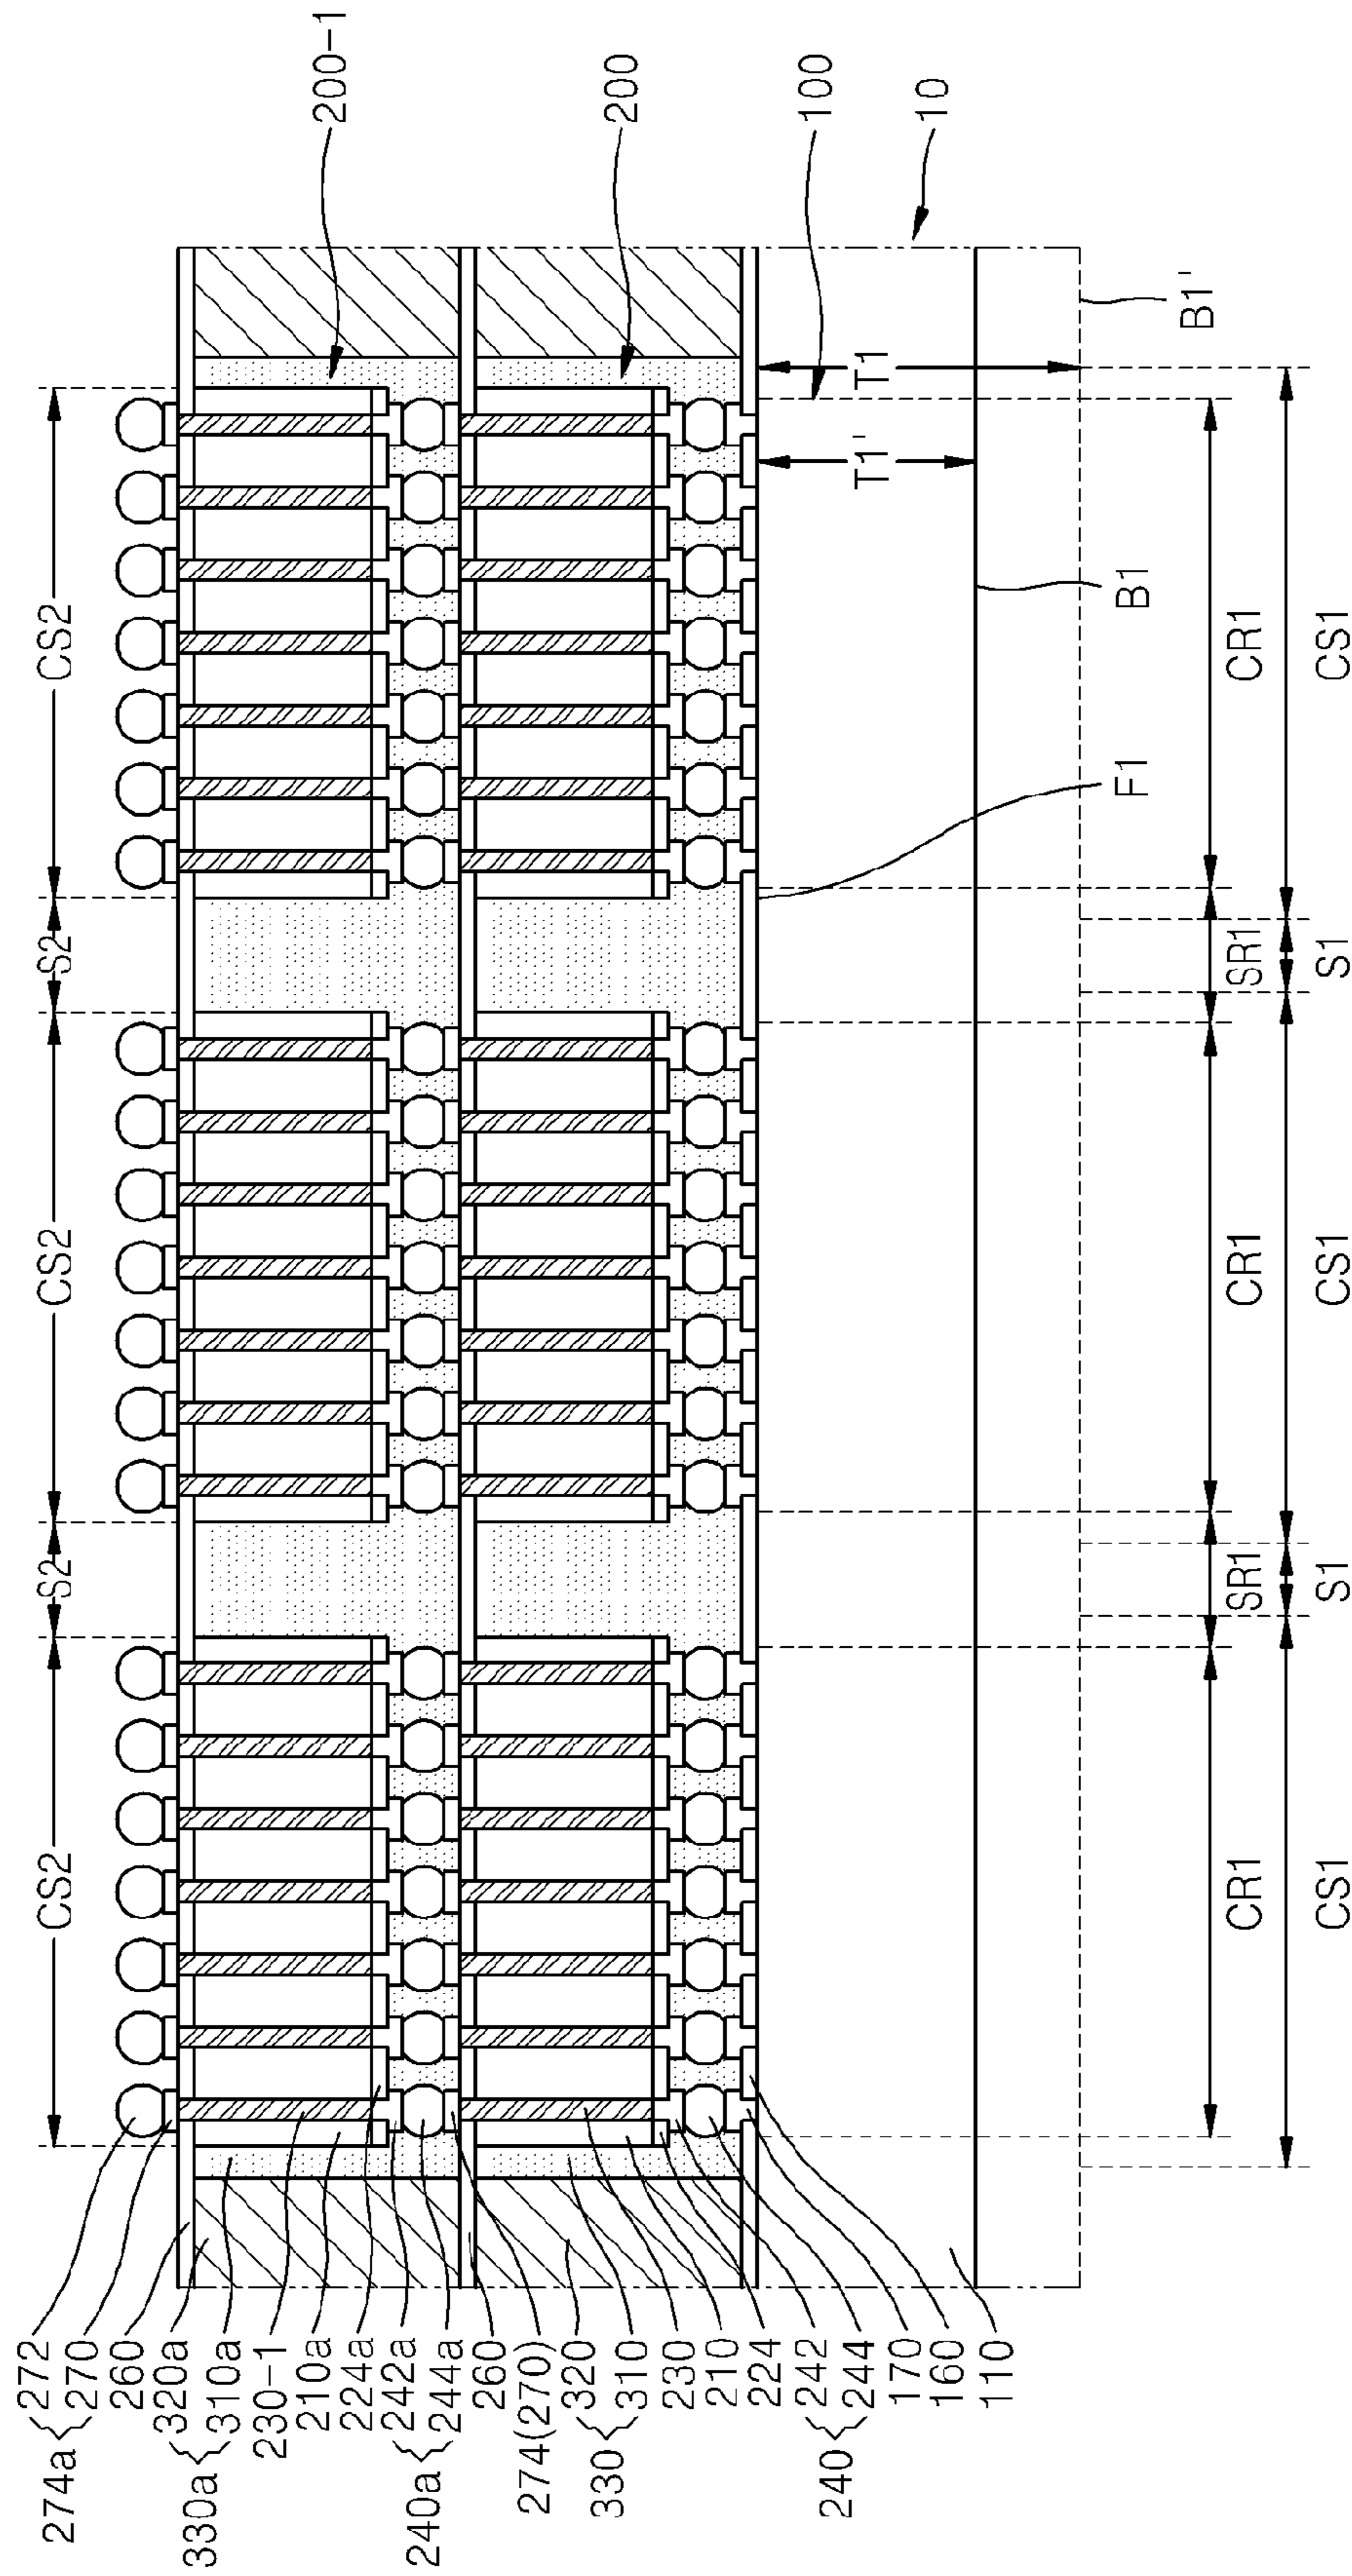 200-1
200
100
10
CS2
S2
CS2
S2
CS2
T1
T1'
B1'
B1
F1
CR1
SR1
CR1
SR1
CR1
CS1
S1
CS1
S1
CS1
274a{272
270
260
330a{320a
310a
230-1
210a
224a
240a{242a
244a
260
274(270)
330{320
310
230
210
224
240{242
244
170
160
110